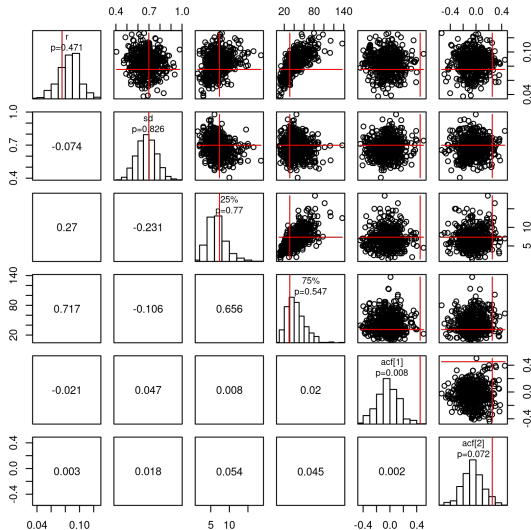 0.4 0.7 1.0
20 60 140
-0.4 0.0 0.4
r
p=0.471
0.04 0.10
sd
p=0.826
0.4 0.7 1.0
-0.074
25%
p=0.77
5 10
0.27
-0.231
75%
p=0.547
20 80 140
0.717
-0.106
0.656
acf[1]
p=0.008
-0.4 0.0 0.4
-0.021
0.047
0.008
0.02
acf[2]
p=0.072
-0.4 0.0 0.4
0.003
0.018
0.054
0.045
0.002
0.04 0.10
5 10
-0.4 0.0